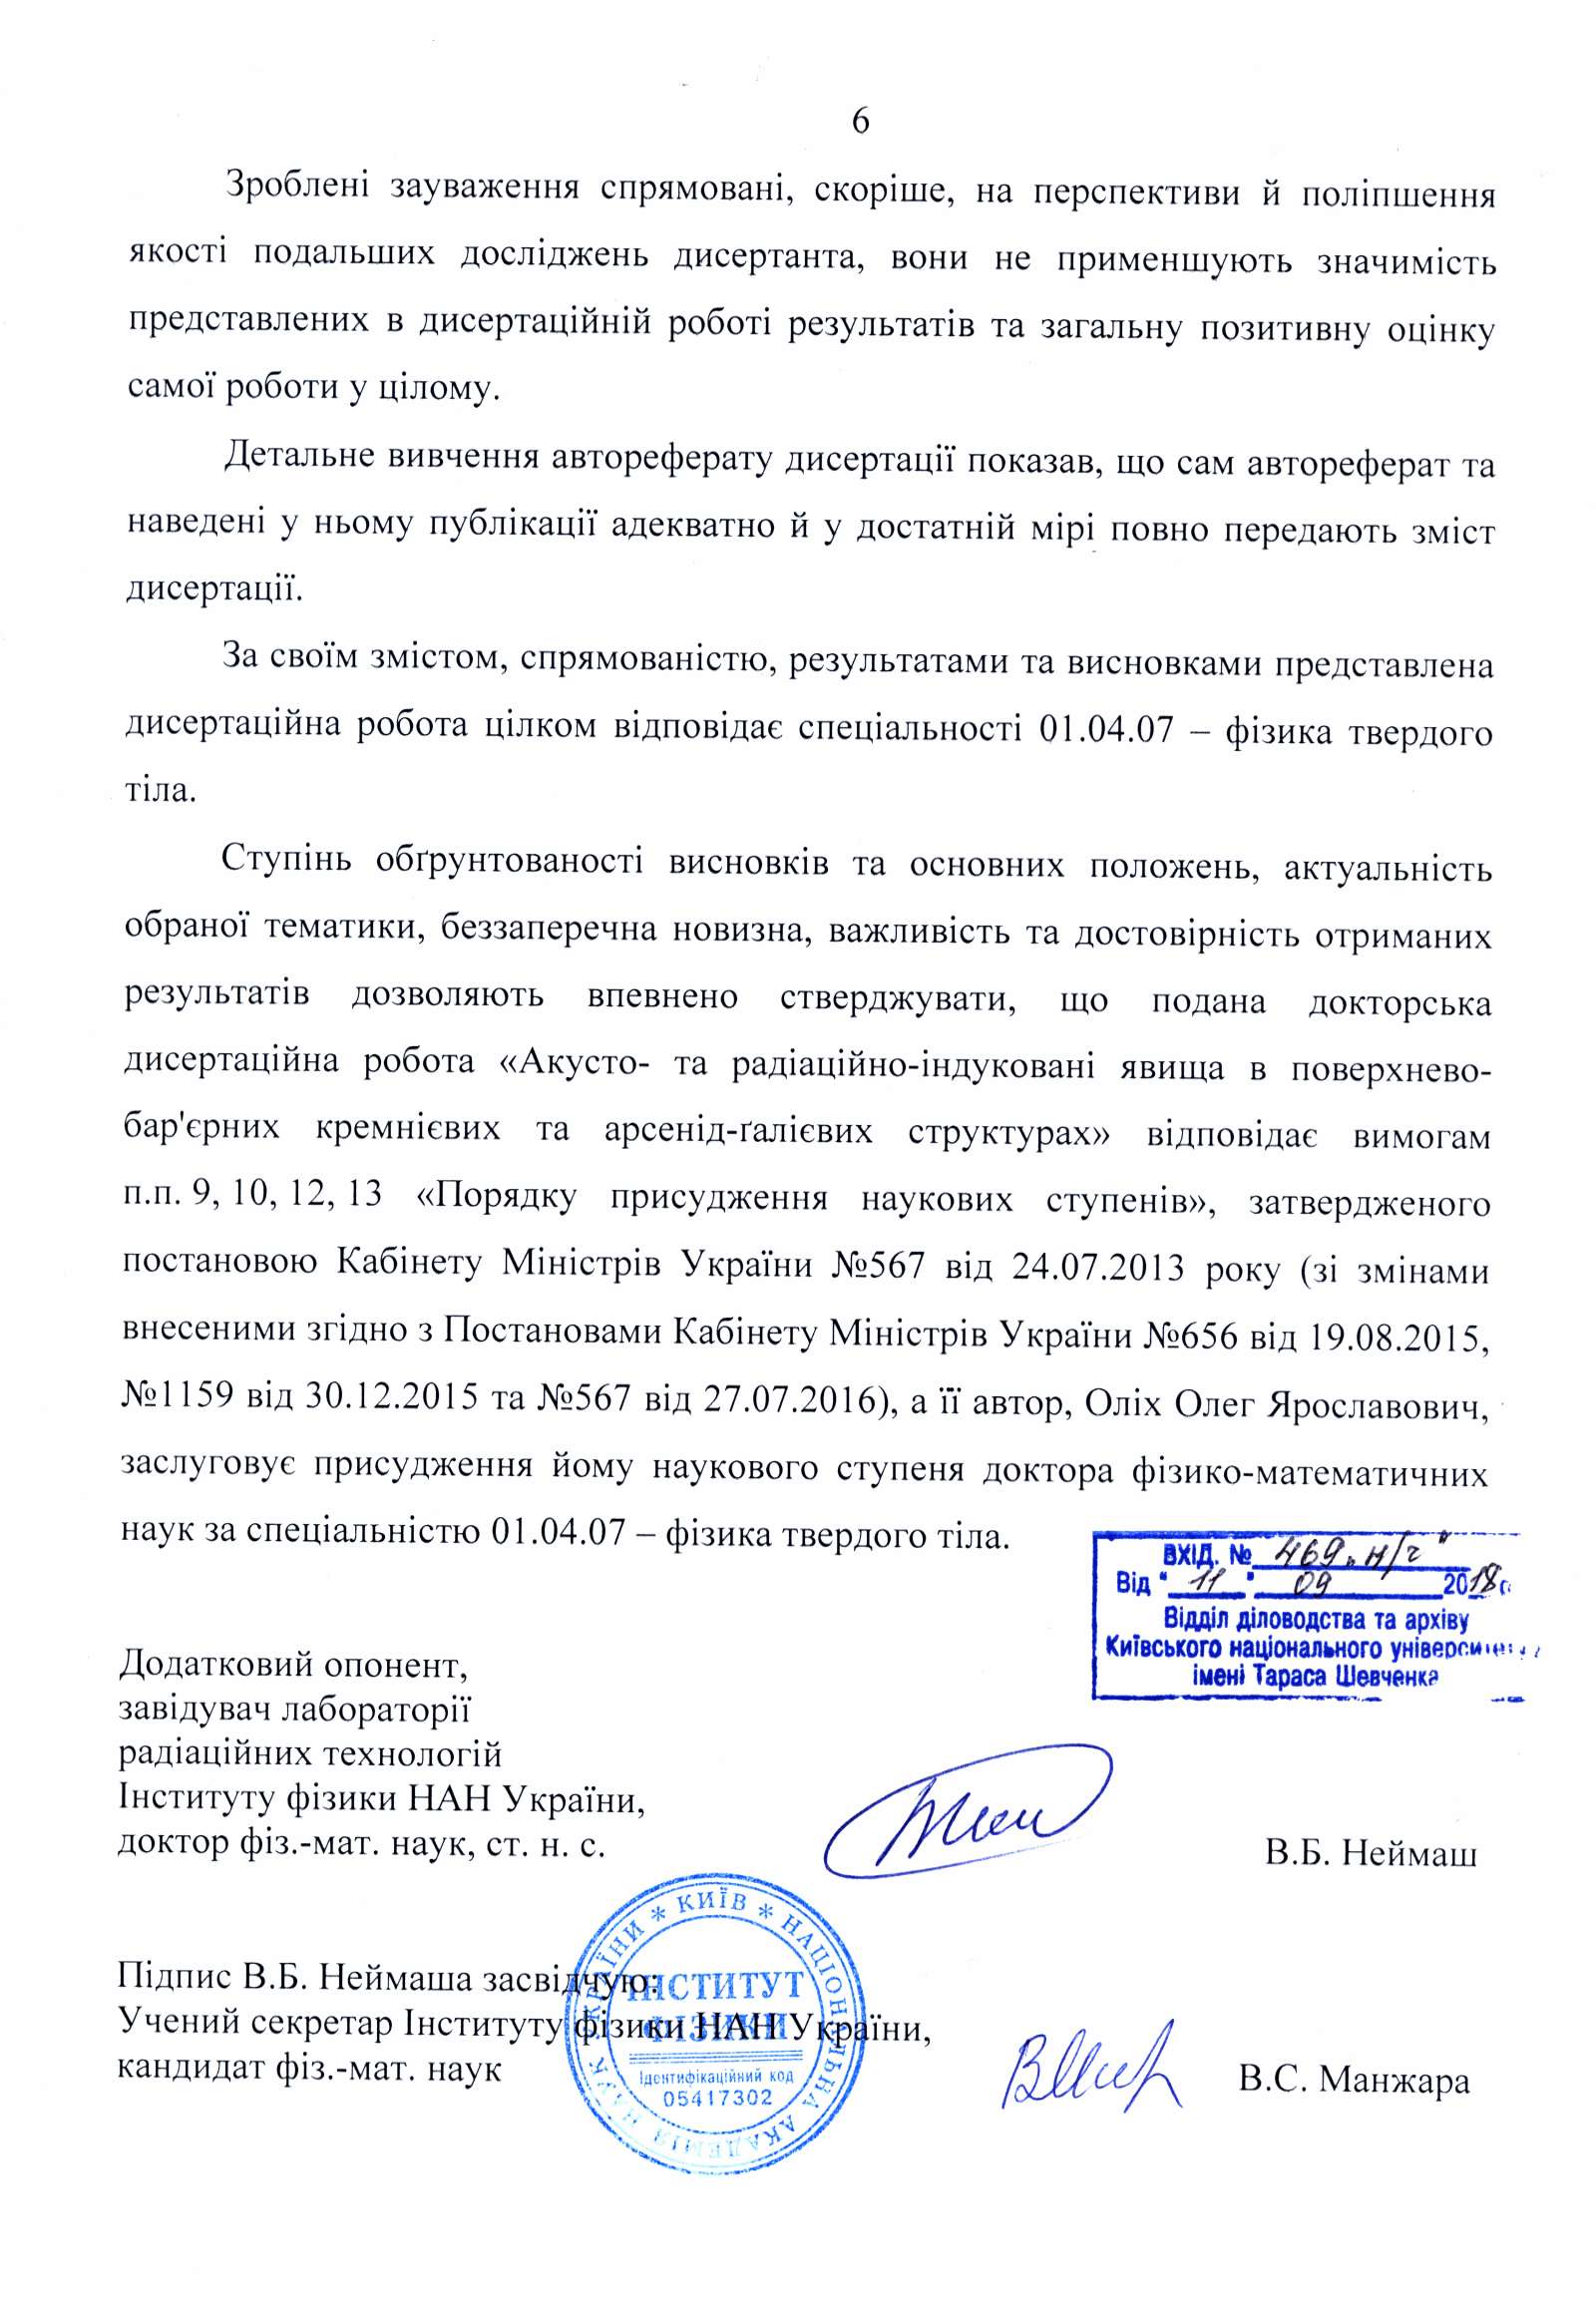 6
Зроблені зауваження спрямовані, скоріше, на перспективи й поліпшення
якості подальших досліджень дисертанта, вони не применшують значимість
представлених в дисертаційній роботі результатів та загальну позитивну оцінку
самої роботи у цілому.
Детальне вивчення автореферату дисертації показав, що сам автореферат та
наведені у ньому публікації адекватно й у достатній мірі повно передають зміст
дисертації.
За своїм змістом, спрямованістю, результатами та висновками представлена
дисертаційна робота цілком відповідає спеціальності 01.04.07 – фізика твердого
тіла.
Ступінь обґрунтованості висновків та основних положень, актуальність
обраної тематики, беззаперечна новизна, важливість та достовірність отриманих
результатів дозволяють впевнено стверджувати, що подана докторська
дисертаційна робота «Акусто- та радіаційно-індуковані явища в поверхнево-
бар'єрних кремнієвих та арсенід-ґалієвих структурах» відповідає вимогам
п.п. 9, 10, 12, 13 «Порядку присудження наукових ступенів», затвердженого
постановою Кабінету Міністрів України №567 від 24.07.2013 року (зі змінами
внесеними згідно з Постановами Кабінету Міністрів України №656 від 19.08.2015,
№1159 від 30.12.2015 та №567 від 27.07.2016), а її автор, Оліх Олег Ярославович,
заслуговує присудження йому наукового ступеня доктора фізико-математичних
наук за спеціальністю 01.04.07 – фізика твердого тіла.
ВХІД. № 469 „н/г"
Від " 11 " 09 2018 г.
Відділ діловодства та архіву
Київського національного університету
імені Тараса Шевченка
Додатковий опонент,
завідувач лабораторії
радіаційних технологій
Інституту фізики НАН України,
доктор фіз.-мат. наук, ст. н. с. В.Б. Неймаш
Підпис В.Б. Неймаша засвідчую:
Учений секретар Інституту фізики НАН України,
кандидат фіз.-мат. наук В.С. Манжара
* КИЇВ * НАЦІОНАЛЬНА АКАДЕМІЯ НАУК УКРАЇНИ
ІНСТИТУТ
ФІЗИКИ
Ідентифікаційний код
05417302